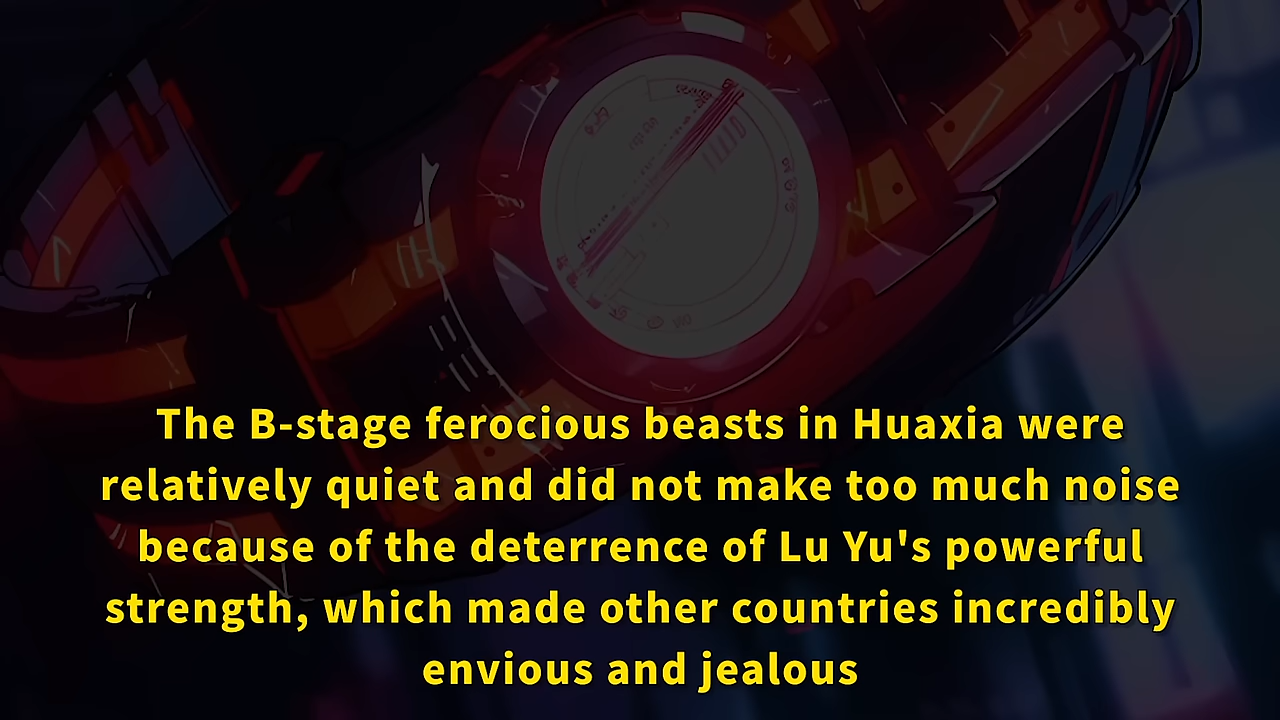 The B-stage ferocious beasts in Huaxia were
relatively quiet and did not make too much noise
because of the deterrence of Lu Yu's powerful
strength, which made other countries incredibly
envious and jealous